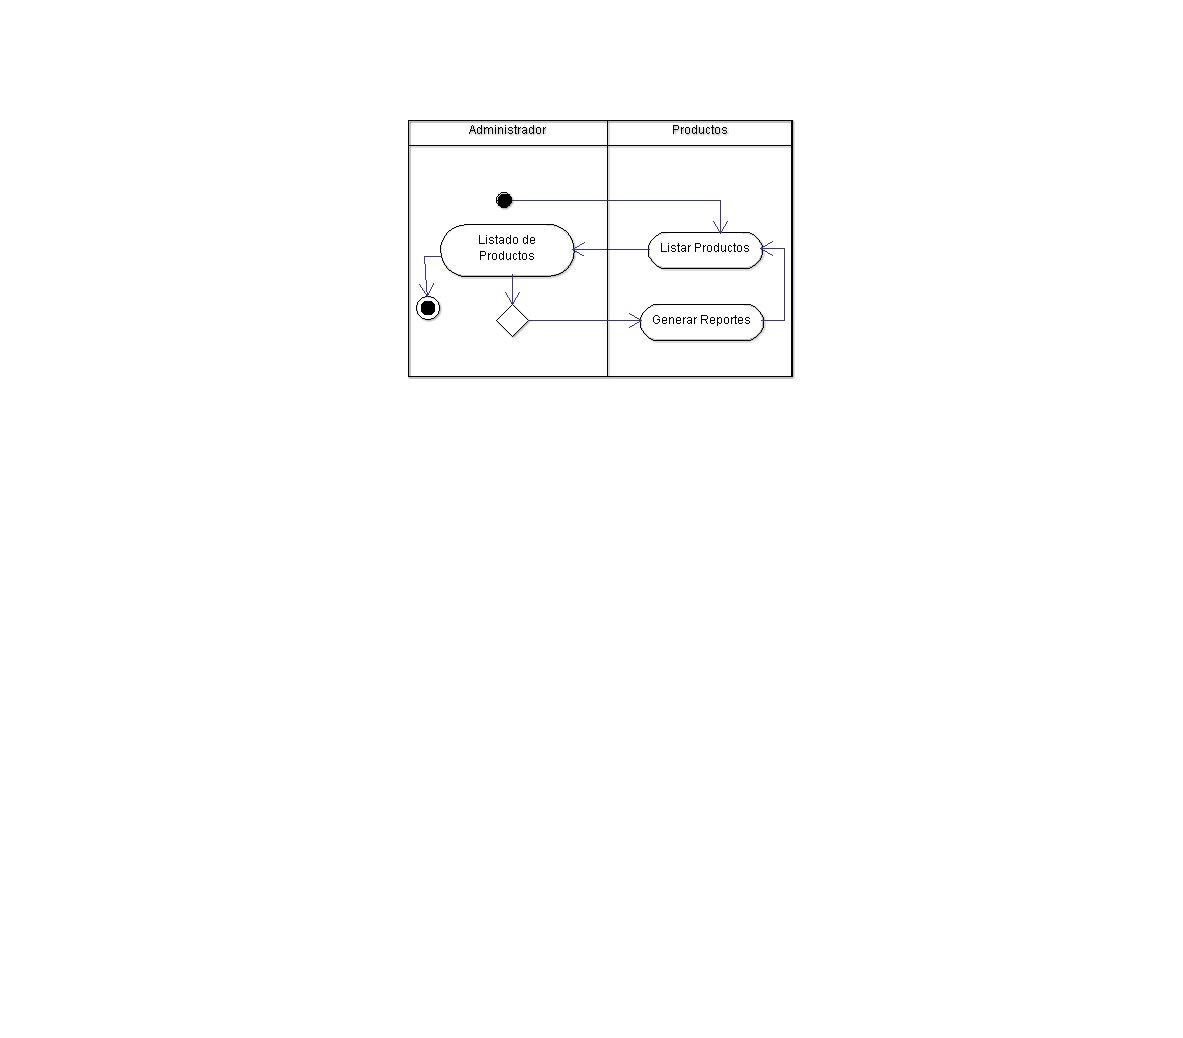 Administrador
Productos
Listado de
Productos
Listar Productos
Generar Reportes